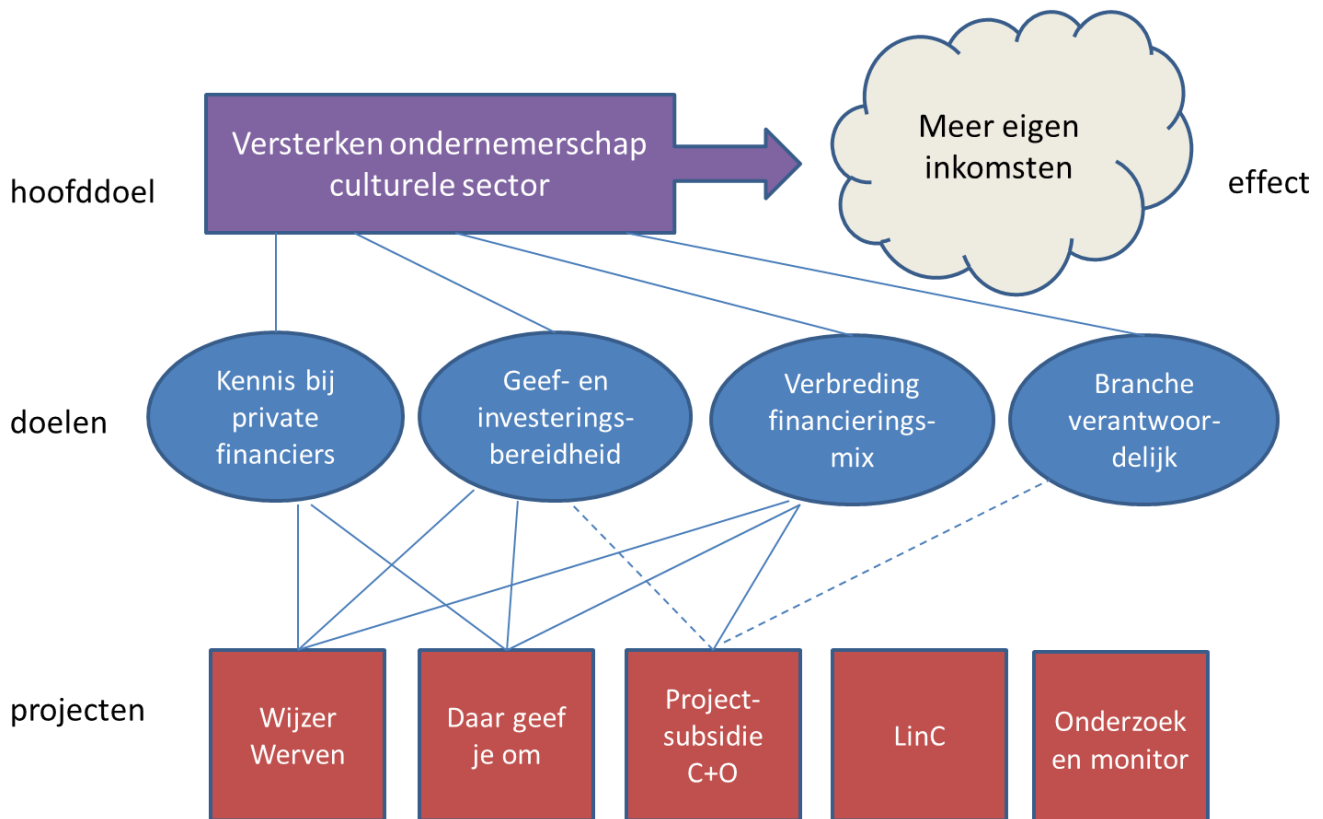 Versterken ondernemerschap
culturele sector
Meer eigen
inkomsten
hoofddoel
effect
doelen
Kennis bij
private
financiers
Geef- en
investerings-
bereidheid
Verbreding
financierings-
mix
Branche
verantwoor-
delijk
projecten
Wijzer
Werven
Daar geef
je om
Project-
subsidie
C+O
LinC
Onderzoek
en monitor